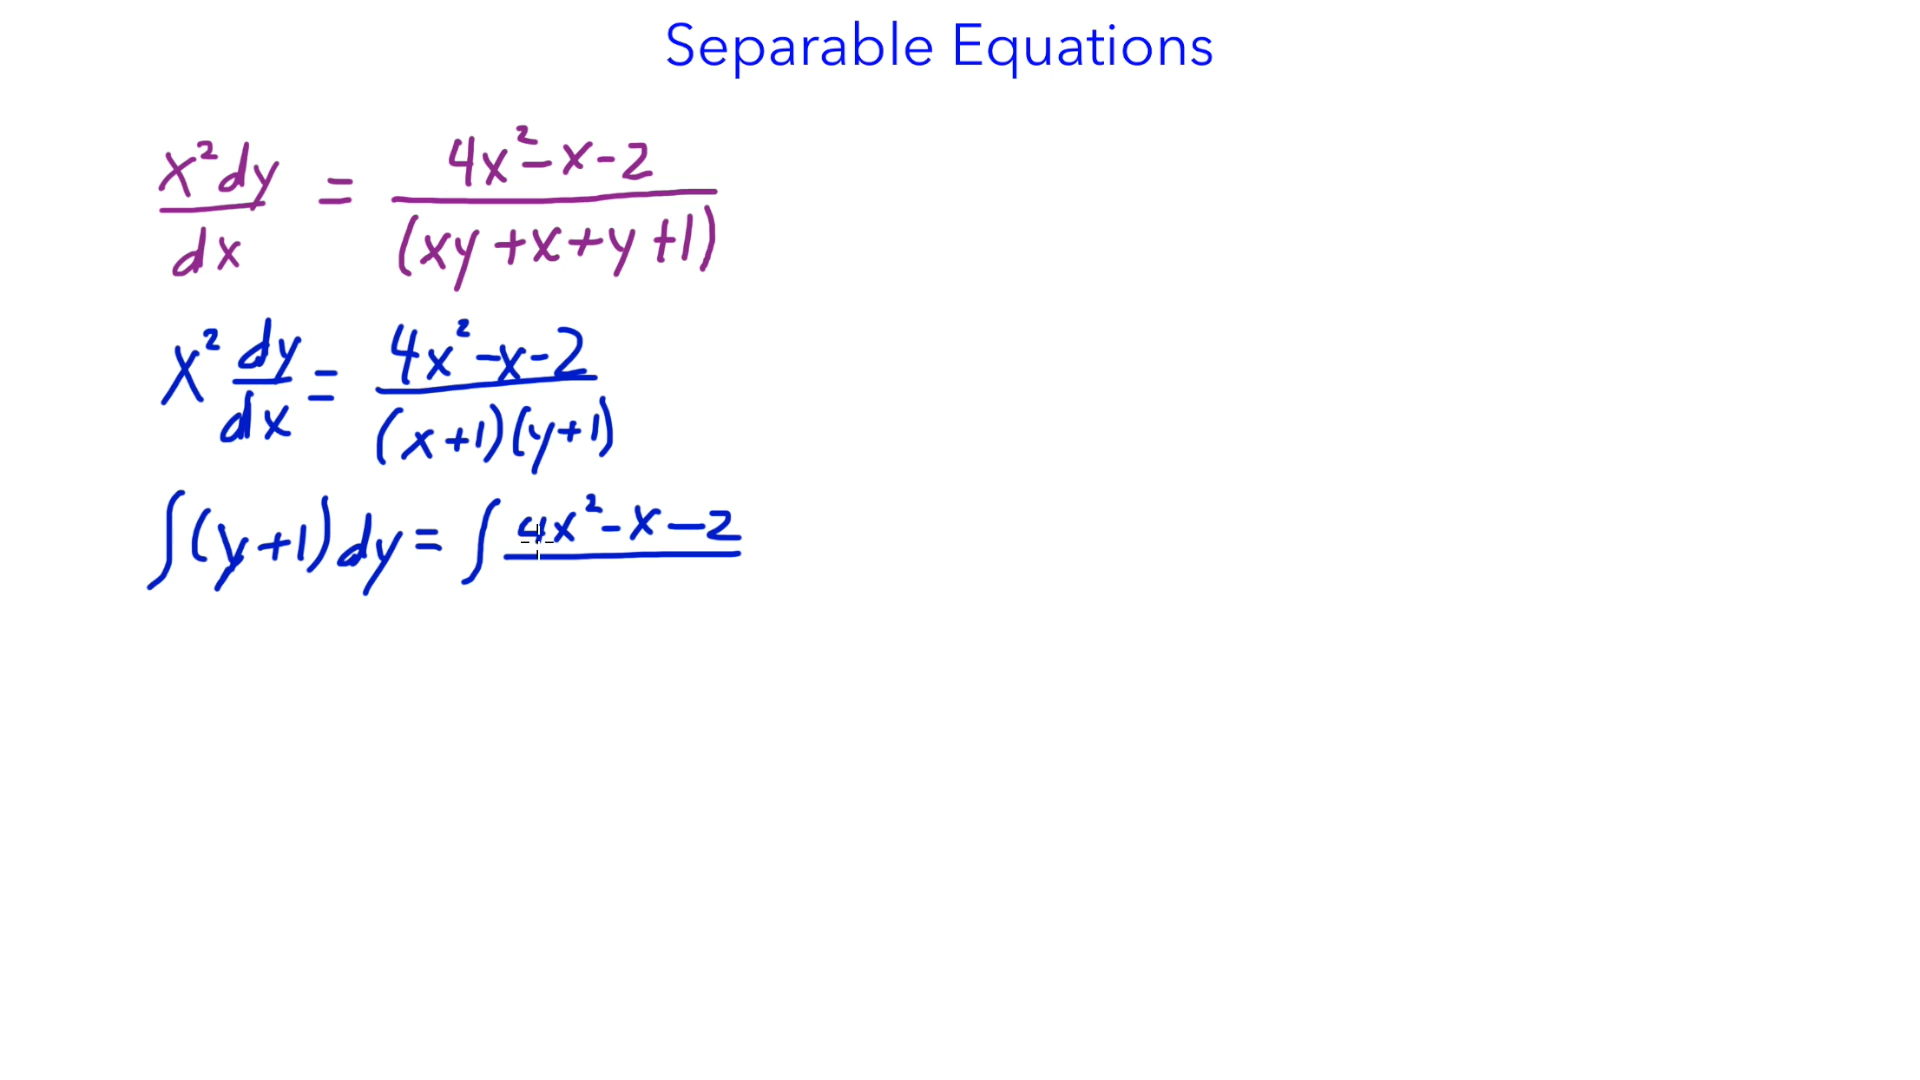 Separable Equations
x²dy/dx = (4x²-x-2)/(xy+x+y+1)
x² dy/dx = (4x²-x-2)/((x+1)(y+1))
∫(y+1)dy = ∫ 4x²-x-2